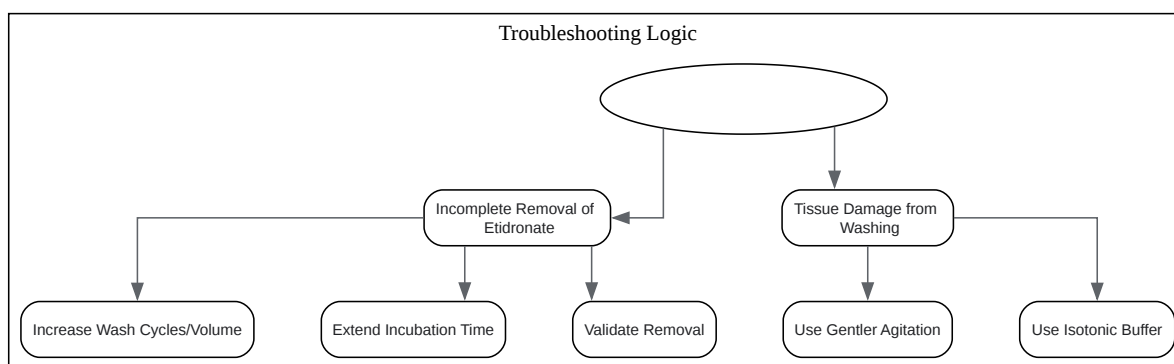 Troubleshooting Logic
Incomplete Removal of
Etidronate
Tissue Damage from
Washing
Increase Wash Cycles/Volume
Extend Incubation Time
Validate Removal
Use Gentler Agitation
Use Isotonic Buffer